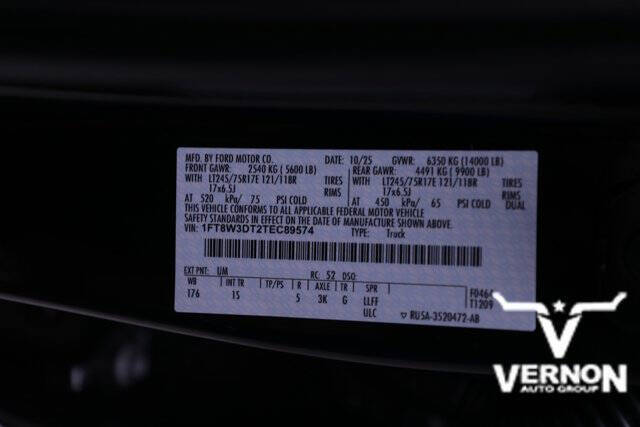 MFD. BY FORD MOTOR CO. 10/25 GVWR: 6350 KG (14000 LB)
FRONT GAWR: 2540 KG (5600 LB) REAR GAWR: 4491 KG (9900 LB)
WITH LT245/75R17E 121/118R TIRES WITH LT245/75R17E 121/118R TIRES
17x6.5J RIMS 17x6.5J RIMS
AT 520 kPa/ 75 PSI COLD AT 450 kPa/ 65 PSI COLD DUAL
THIS VEHICLE CONFORMS TO ALL APPLICABLE FEDERAL MOTOR VEHICLE
SAFETY STANDARDS IN EFFECT ON THE DATE OF MANUFACTURE SHOWN ABOVE.
VIN: 1FT8W3DT2TEC89574 TYPE: Truck
EXT PNT: UM RC: 52 DSO:
WB INT TR TP/PS R AXLE TR SPR F0464
176 1S 5 3K G LLFF T1209
ULC ▽ RU5A-3520472-AB
VERNON
AUTO GROUP